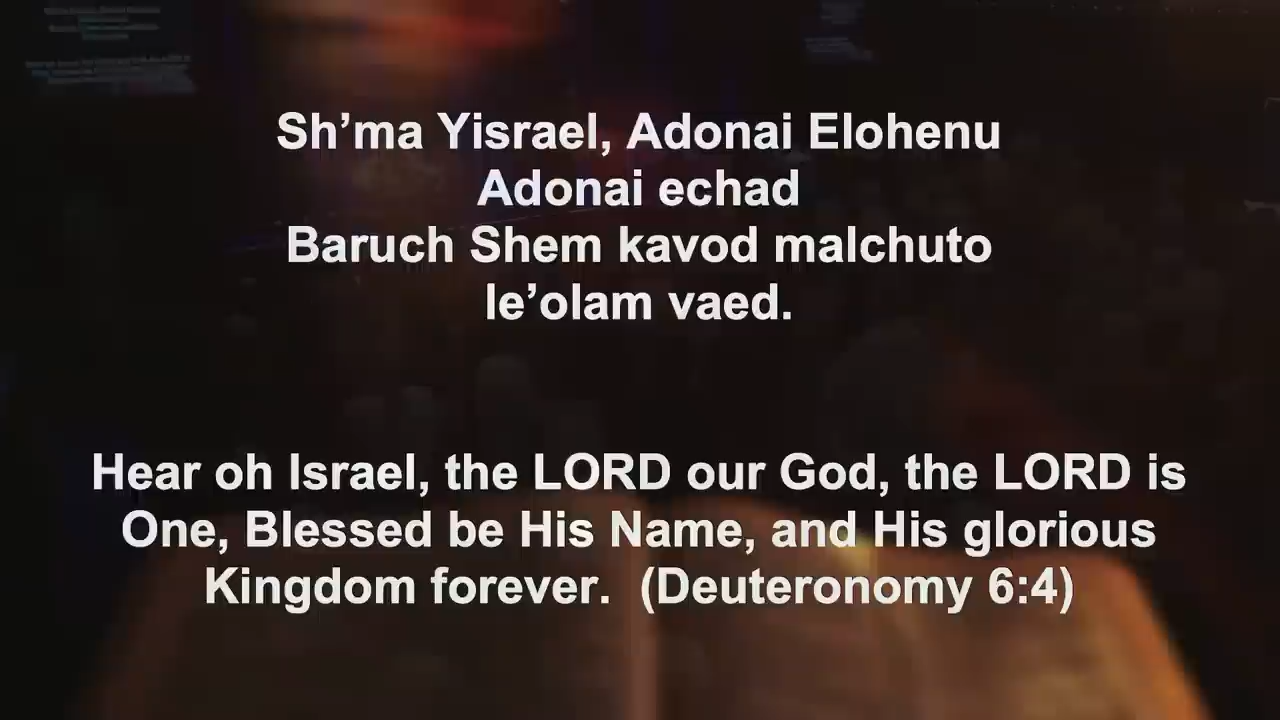 Sh’ma Yisrael, Adonai Elohenu
Adonai echad
Baruch Shem kavod malchuto
le’olam vaed.
Hear oh Israel, the LORD our God, the LORD is
One, Blessed be His Name, and His glorious
Kingdom forever.  (Deuteronomy 6:4)